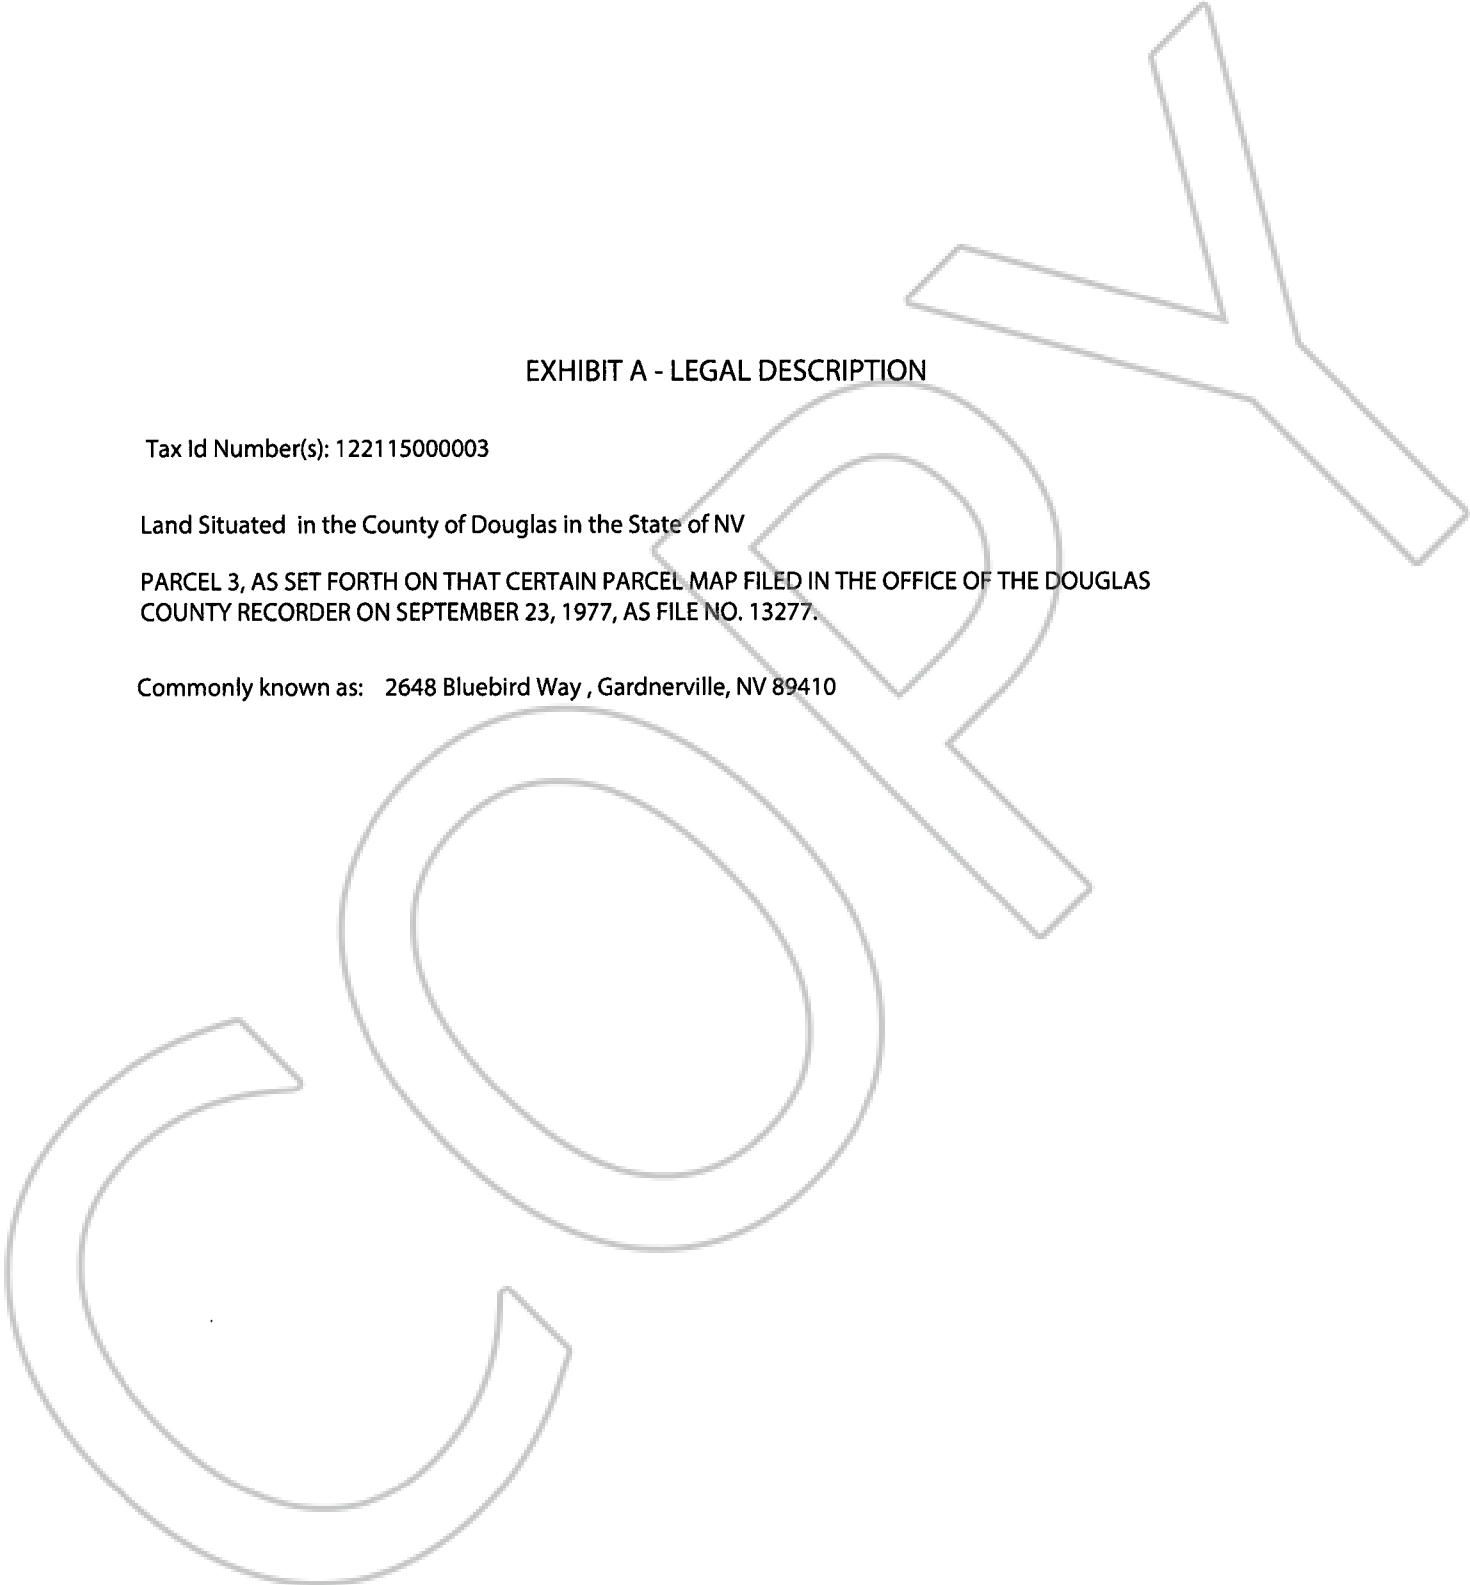 EXHIBIT A - LEGAL DESCRIPTION
Tax Id Number(s): 122115000003
Land Situated in the County of Douglas in the State of NV
PARCEL 3, AS SET FORTH ON THAT CERTAIN PARCEL MAP FILED IN THE OFFICE OF THE DOUGLAS
COUNTY RECORDER ON SEPTEMBER 23, 1977, AS FILE NO. 13277.
Commonly known as: 2648 Bluebird Way , Gardnerville, NV 89410
COPY